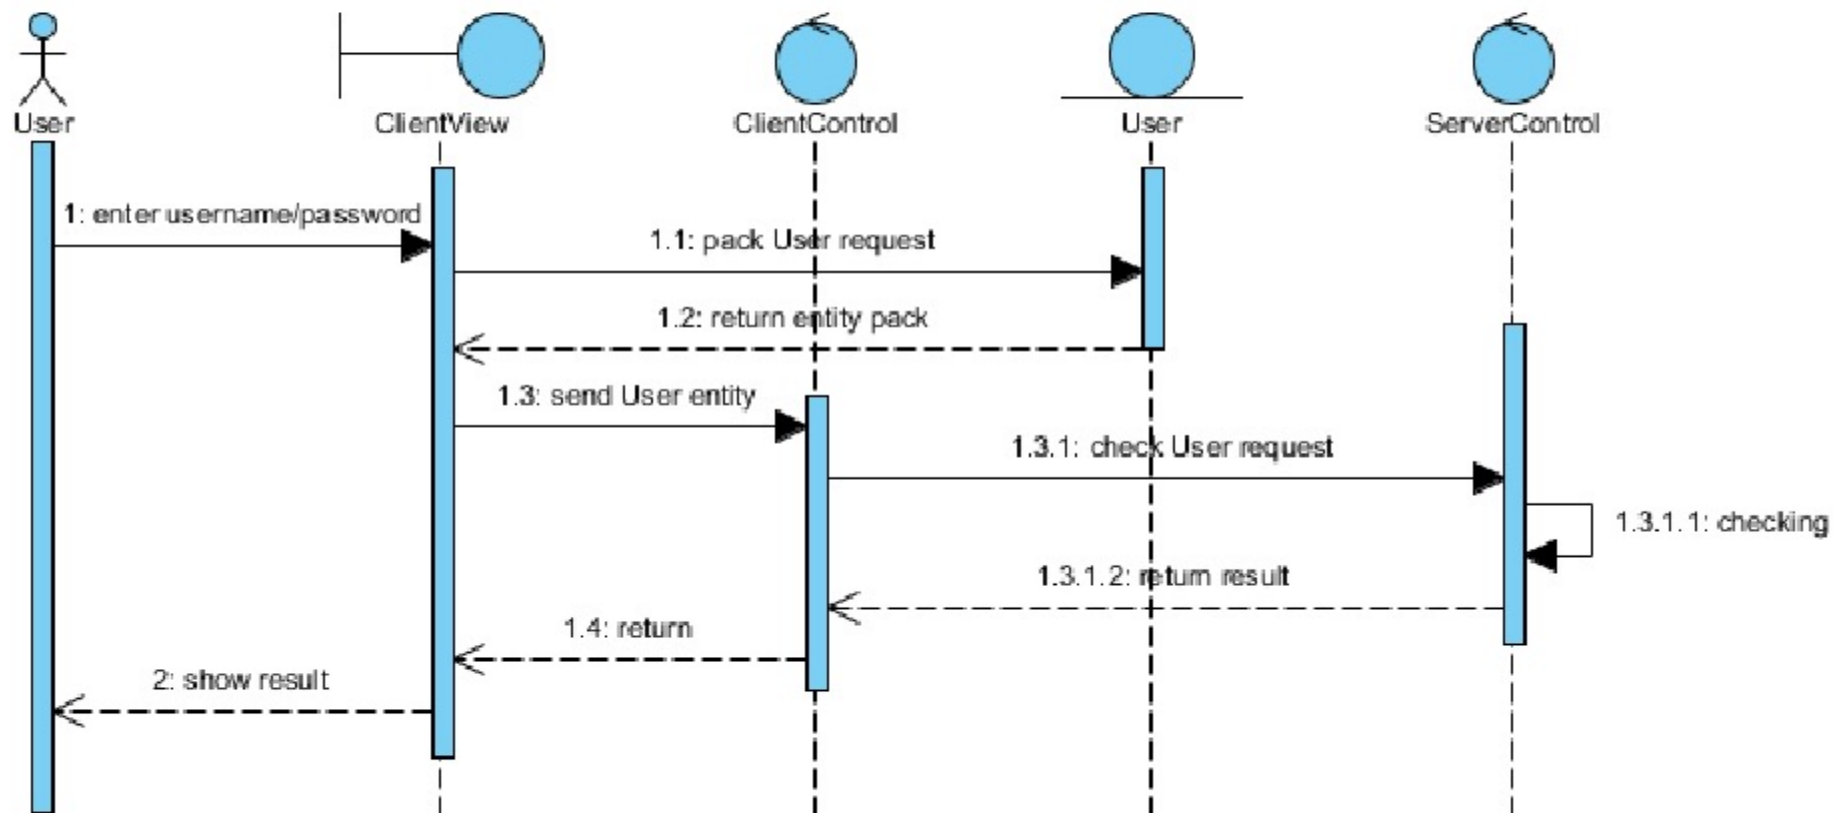 User
ClientView
ClientControl
User
ServerControl
1: enter username/password
1.1: pack User request
1.2: return entity pack
1.3: send User entity
1.3.1: check User request
1.3.1.1: checking
1.3.1.2: return result
1.4: return
2: show result